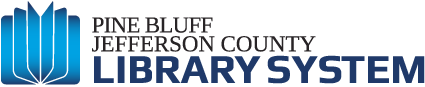 PINE BLUFF
JEFFERSON COUNTY
LIBRARY SYSTEM